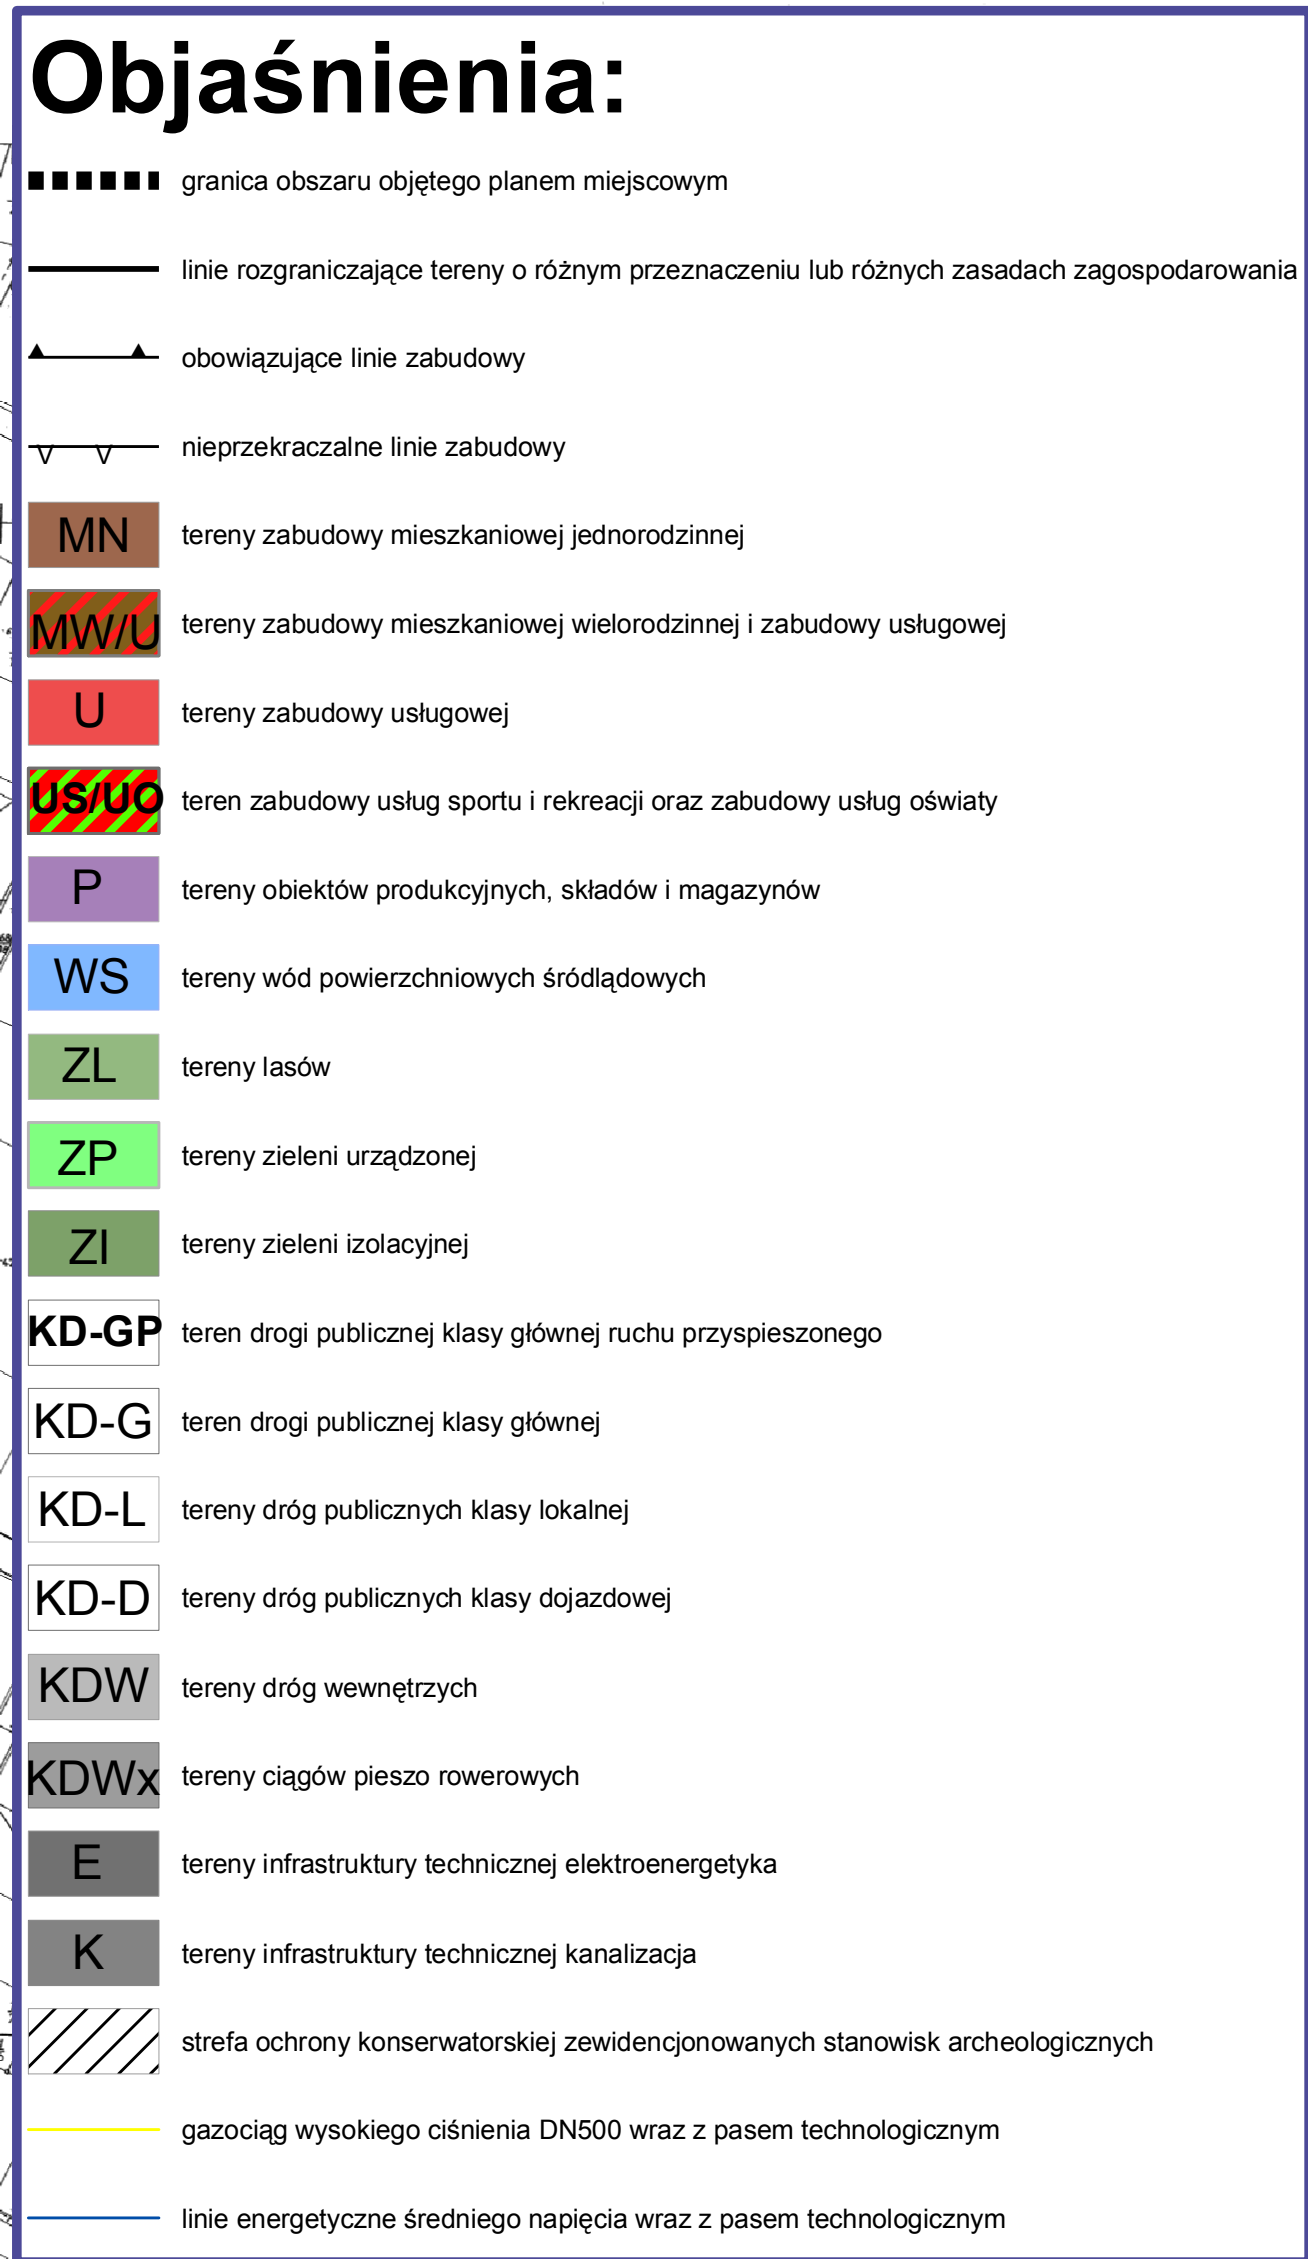 Objaśnienia:
granica obszaru objętego planem miejscowym
linie rozgraniczające tereny o różnym przeznaczeniu lub różnych zasadach zagospodarowania
obowiązujące linie zabudowy
nieprzekraczalne linie zabudowy
MN tereny zabudowy mieszkaniowej jednorodzinnej
MW/U tereny zabudowy mieszkaniowej wielorodzinnej i zabudowy usługowej
U tereny zabudowy usługowej
US/UO teren zabudowy usług sportu i rekreacji oraz zabudowy usług oświaty
P tereny obiektów produkcyjnych, składów i magazynów
WS tereny wód powierzchniowych śródlądowych
ZL tereny lasów
ZP tereny zieleni urządzonej
ZI tereny zieleni izolacyjnej
KD-GP teren drogi publicznej klasy głównej ruchu przyspieszonego
KD-G teren drogi publicznej klasy głównej
KD-L tereny dróg publicznych klasy lokalnej
KD-D tereny dróg publicznych klasy dojazdowej
KDW tereny dróg wewnętrzych
KDWx tereny ciągów pieszo rowerowych
E tereny infrastruktury technicznej elektroenergetyka
K tereny infrastruktury technicznej kanalizacja
strefa ochrony konserwatorskiej zewidencjonowanych stanowisk archeologicznych
gazociąg wysokiego ciśnienia DN500 wraz z pasem technologicznym
linie energetyczne średniego napięcia wraz z pasem technologicznym